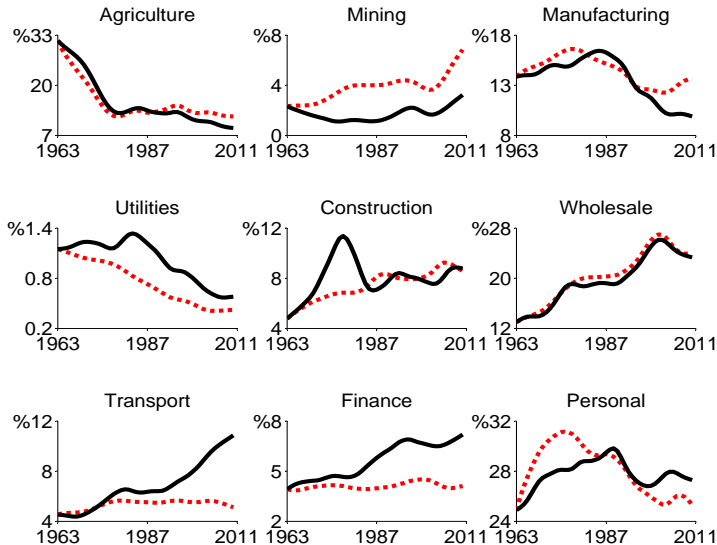 Agriculture
%33
20
7
1963 1987 2011
Mining
%8
4
0
1963 1987 2011
Manufacturing
%18
13
8
1963 1987 2011
Utilities
%1.4
0.8
0.2
1963 1987 2011
Construction
%12
8
4
1963 1987 2011
Wholesale
%28
20
12
1963 1987 2011
Transport
%12
8
4
1963 1987 2011
Finance
%8
5
2
1963 1987 2011
Personal
%32
28
24
1963 1987 2011